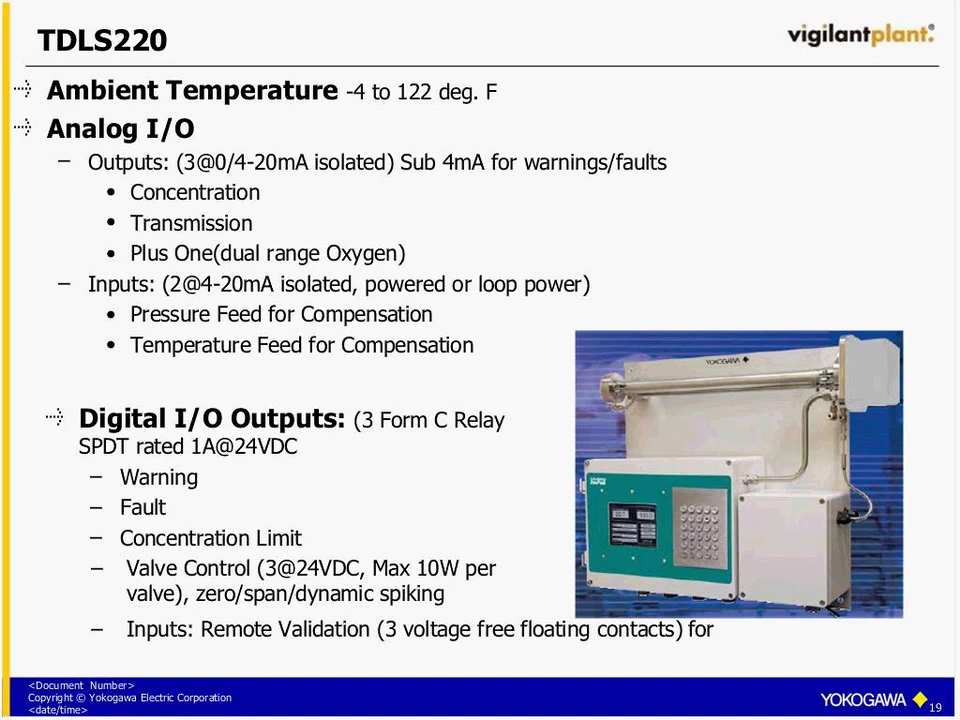 TDLS220
vigilantplant.®
Ambient Temperature -4 to 122 deg. F
Analog I/O
– Outputs: (3@0/4-20mA isolated) Sub 4mA for warnings/faults
• Concentration
• Transmission
• Plus One(dual range Oxygen)
– Inputs: (2@4-20mA isolated, powered or loop power)
• Pressure Feed for Compensation
• Temperature Feed for Compensation
YOKOGAWA
Digital I/O Outputs: (3 Form C Relay
SPDT rated 1A@24VDC
– Warning
– Fault
– Concentration Limit
– Valve Control (3@24VDC, Max 10W per
valve), zero/span/dynamic spiking
– Inputs: Remote Validation (3 voltage free floating contacts) for
<Document Number>
Copyright © Yokogawa Electric Corporation
<date/time>
YOKOGAWA
19